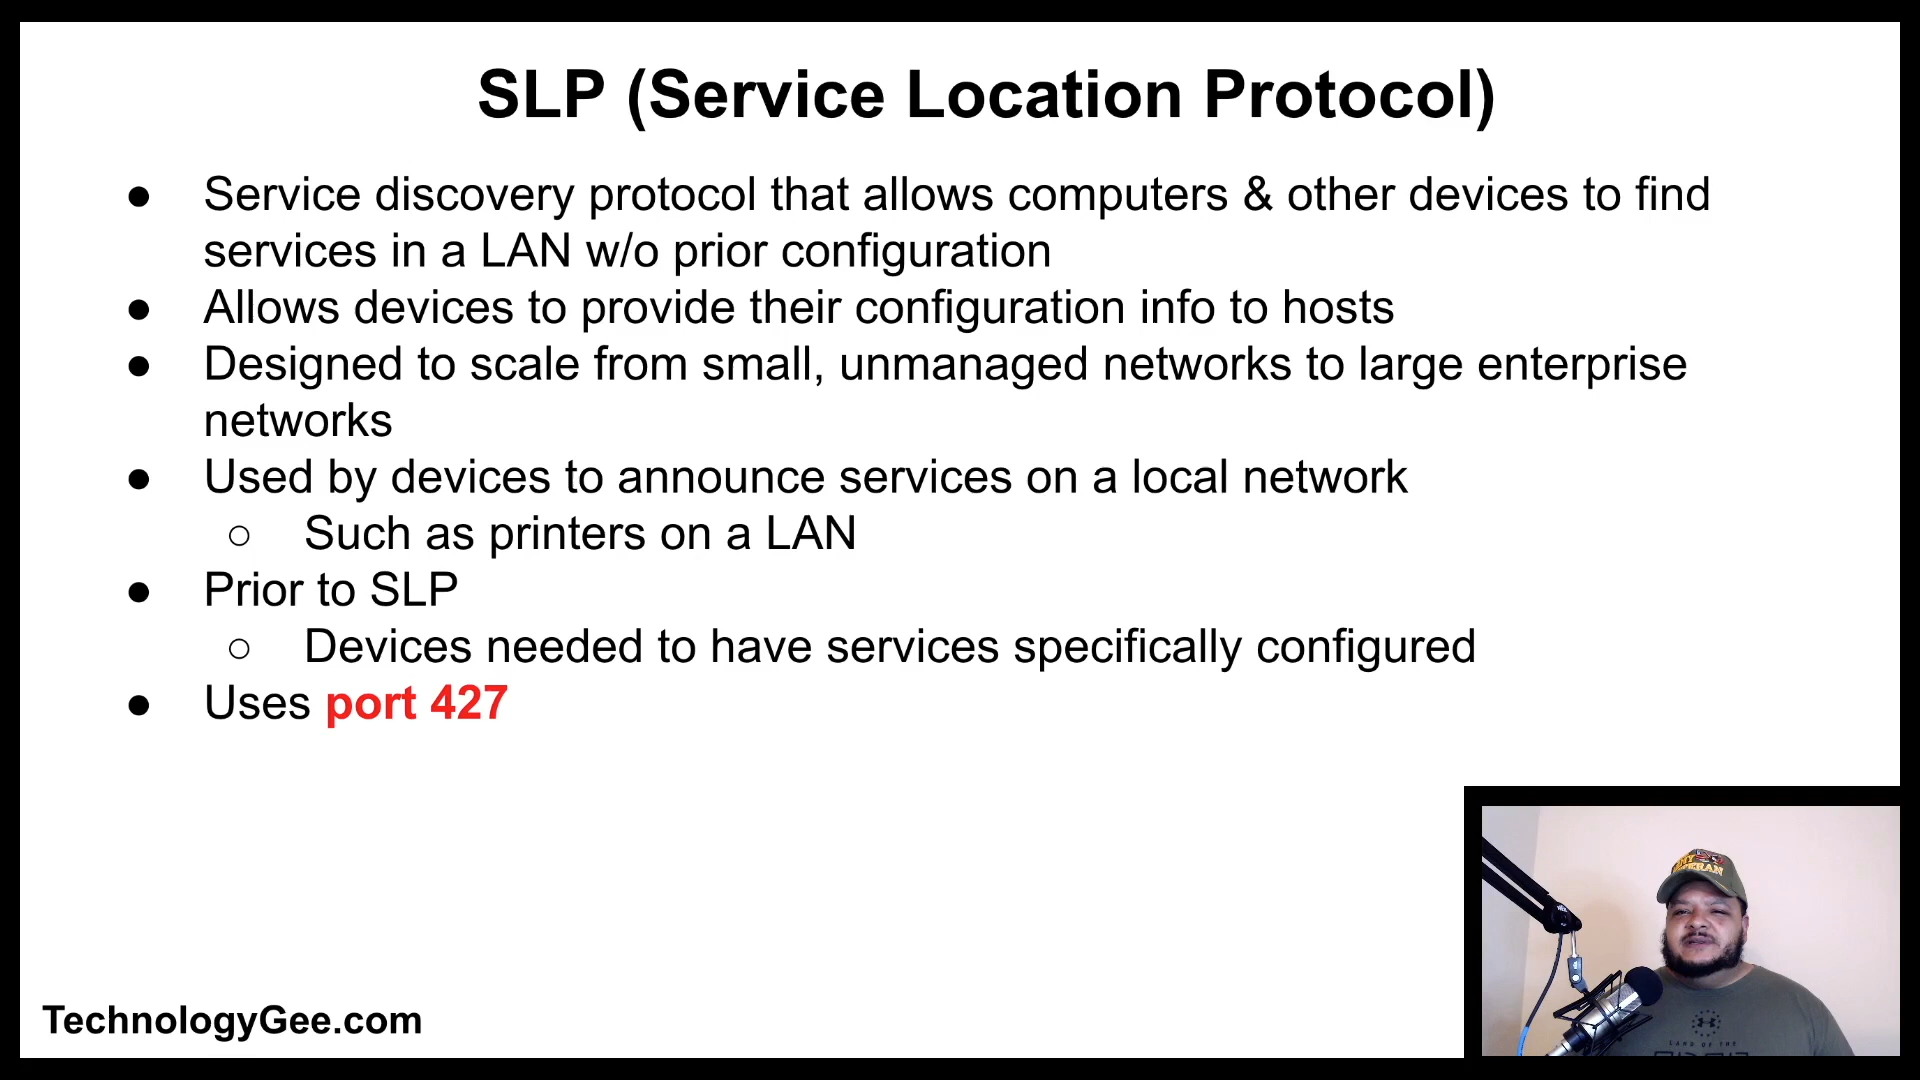 SLP (Service Location Protocol)
● Service discovery protocol that allows computers & other devices to find
services in a LAN w/o prior configuration
● Allows devices to provide their configuration info to hosts
● Designed to scale from small, unmanaged networks to large enterprise
networks
● Used by devices to announce services on a local network
○ Such as printers on a LAN
● Prior to SLP
○ Devices needed to have services specifically configured
● Uses port 427
TechnologyGee.com
LAND OF THE